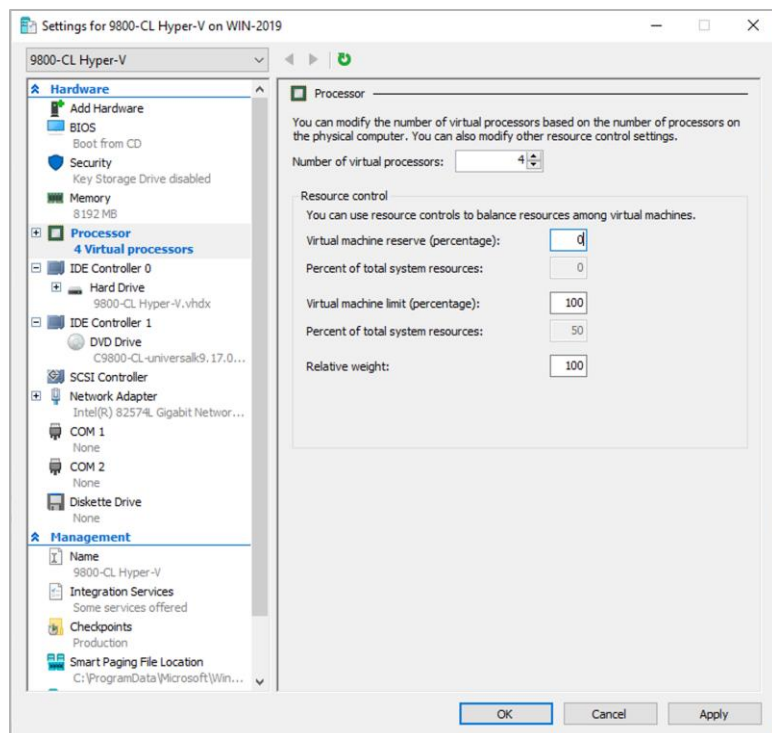 Settings for 9800-CL Hyper-V on WIN-2019
9800-CL Hyper-V
Hardware
Add Hardware
BIOS
Boot from CD
Security
Key Storage Drive disabled
Memory
8192 MB
Processor
4 Virtual processors
IDE Controller 0
Hard Drive
9800-CL Hyper-V.vhdx
IDE Controller 1
DVD Drive
C9800-CL-universalk9.17.0...
SCSI Controller
Network Adapter
Intel(R) 82574L Gigabit Networ...
COM 1
None
COM 2
None
Diskette Drive
None
Management
Name
9800-CL Hyper-V
Integration Services
Some services offered
Checkpoints
Production
Smart Paging File Location
C:\ProgramData\Microsoft\Win...
Processor
You can modify the number of virtual processors based on the number of processors on
the physical computer. You can also modify other resource control settings.
Number of virtual processors: 4
Resource control
You can use resource controls to balance resources among virtual machines.
Virtual machine reserve (percentage): 0
Percent of total system resources: 0
Virtual machine limit (percentage): 100
Percent of total system resources: 50
Relative weight: 100
OK Cancel Apply